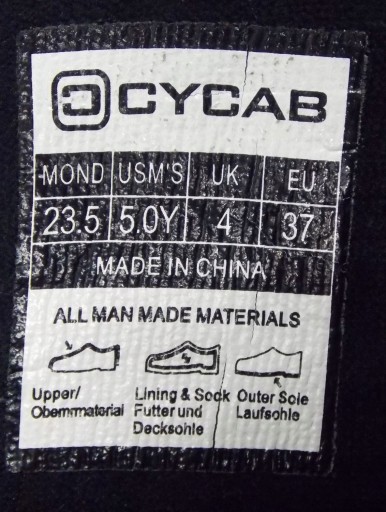 CYCAB
MOND USM'S UK EU
23.5 5.0Y 4 37
MADE IN CHINA
ALL MAN MADE MATERIALS
Upper/ Lining & Sock Outer Sole
Obermmaterial Futter und Laufsohle
Decksohle